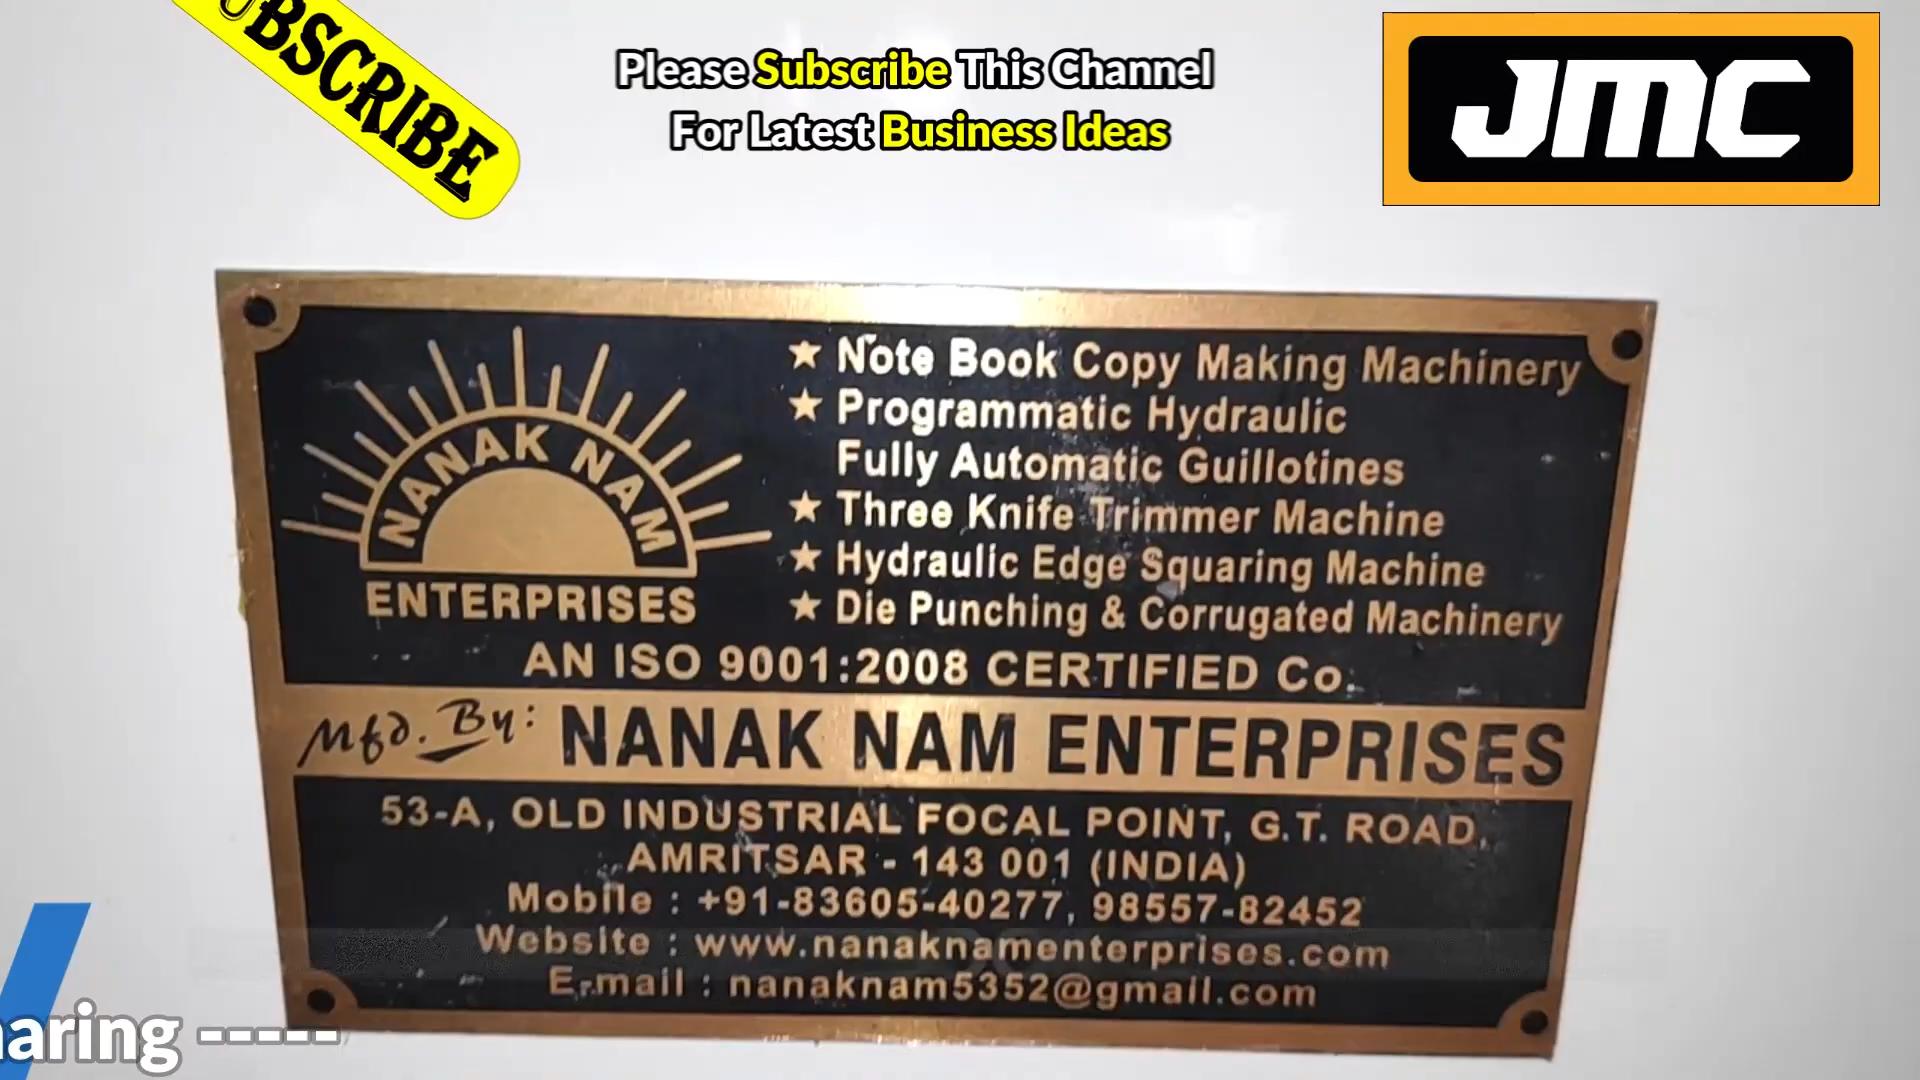 SUBSCRIBE
Please Subscribe This Channel
For Latest Business Ideas
JMC
NANAK NAM
ENTERPRISES
★ Note Book Copy Making Machinery
★ Programmatic Hydraulic
Fully Automatic Guillotines
★ Three Knife Trimmer Machine
★ Hydraulic Edge Squaring Machine
★ Die Punching & Corrugated Machinery
AN ISO 9001:2008 CERTIFIED Co.
Mfd. By: NANAK NAM ENTERPRISES
53-A, OLD INDUSTRIAL FOCAL POINT, G.T. ROAD,
AMRITSAR - 143 001 (INDIA)
Mobile : +91-83605-40277, 98557-82452
Website : www.nanaknamenterprises.com
E-mail : nanaknam5352@gmail.com
-----